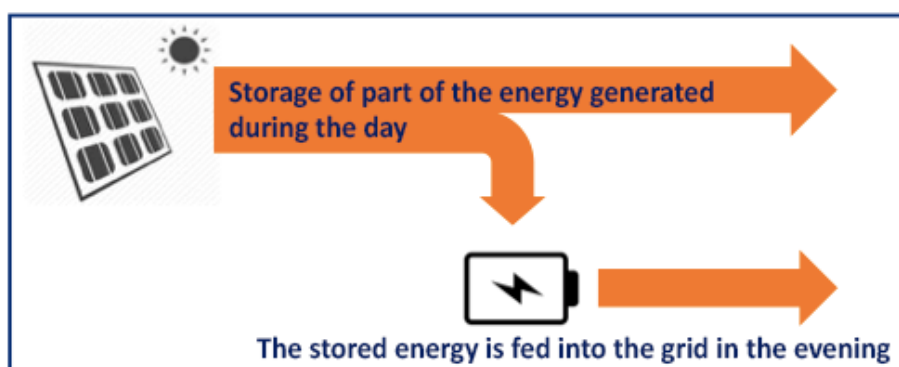 Storage of part of the energy generated
during the day
The stored energy is fed into the grid in the evening